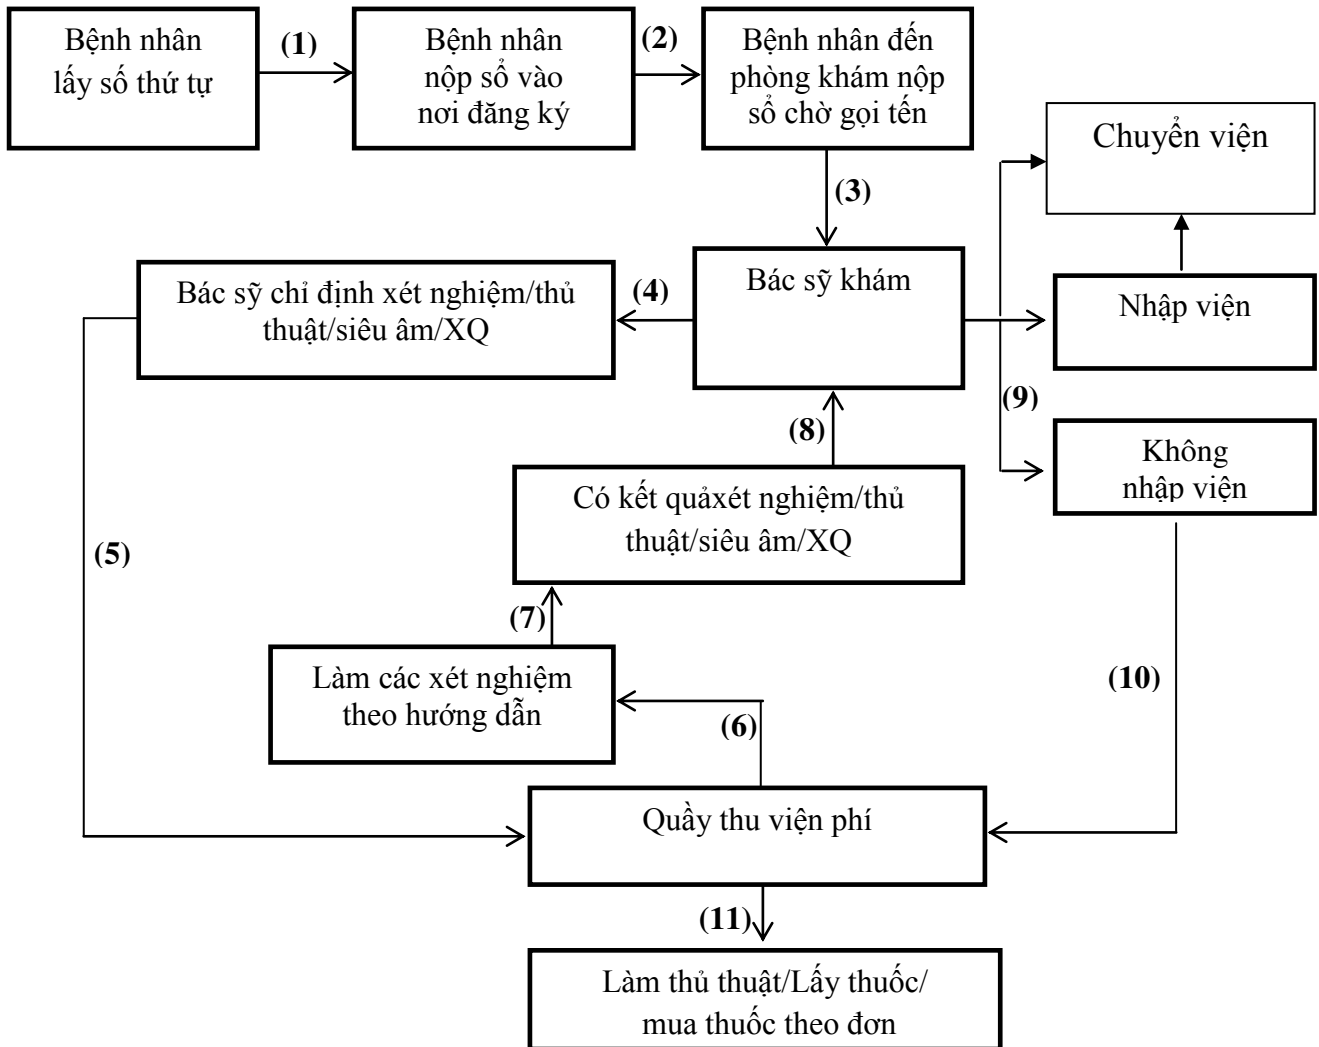 Bệnh nhân
lấy số thứ tự
(1)
Bệnh nhân
nộp sổ vào
nơi đăng ký
(2)
Bệnh nhân đến
phòng khám nộp
sổ chờ gọi tến
Chuyển viện
(3)
Bác sỹ khám
Bác sỹ chỉ định xét nghiệm/thủ
thuật/siêu âm/XQ
(4)
Nhập viện
(9)
(8)
Không
nhập viện
Có kết quảxét nghiệm/thủ
thuật/siêu âm/XQ
(5)
(7)
Làm các xét nghiệm
theo hướng dẫn
(6)
(10)
Quầy thu viện phí
(11)
Làm thủ thuật/Lấy thuốc/
mua thuốc theo đơn